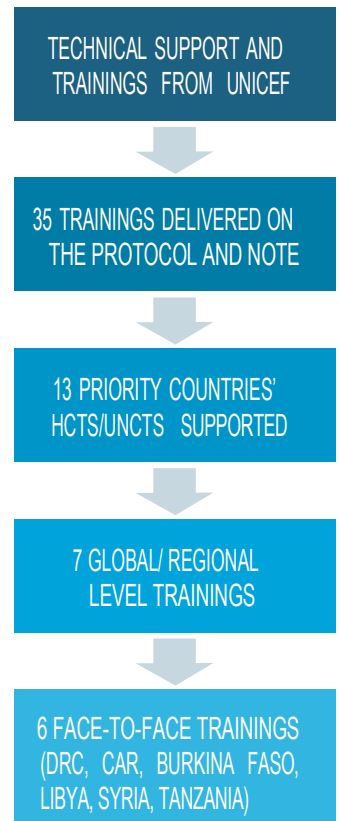 TECHNICAL SUPPORT AND
TRAININGS FROM UNICEF
35 TRAININGS DELIVERED ON
THE PROTOCOL AND NOTE
13 PRIORITY COUNTRIES'
HCTS/UNCTS SUPPORTED
7 GLOBAL/ REGIONAL
LEVEL TRAININGS
6 FACE-TO-FACE TRAININGS
(DRC, CAR, BURKINA FASO,
LIBYA, SYRIA, TANZANIA)